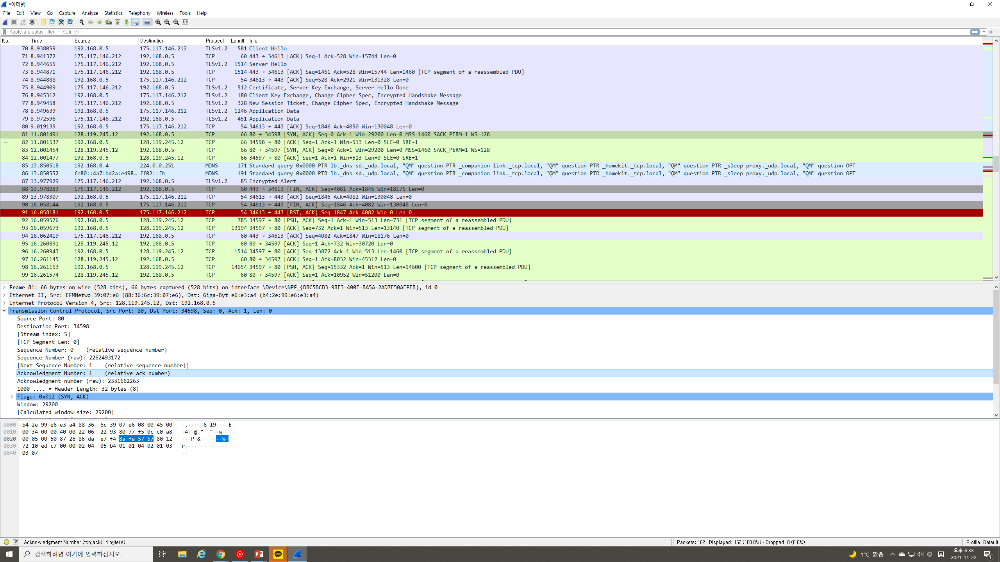 *이더넷
File Edit View Go Capture Analyze Statistics Telephony Wireless Tools Help
Apply a display filter ··· <Ctrl-/>
No. Time Source Destination Protocol Length Info
70 8.938059 192.168.0.5 175.117.146.212 TLSv1.2 581 Client Hello
71 8.941372 175.117.146.212 192.168.0.5 TCP 60 443 → 34613 [ACK] Seq=1 Ack=528 Win=15744 Len=0
72 8.944655 175.117.146.212 192.168.0.5 TLSv1.2 1514 Server Hello
73 8.944871 175.117.146.212 192.168.0.5 TCP 1514 443 → 34613 [ACK] Seq=1461 Ack=528 Win=15744 Len=1460 [TCP segment of a reassembled PDU]
74 8.944888 192.168.0.5 175.117.146.212 TCP 54 34613 → 443 [ACK] Seq=528 Ack=2921 Win=131328 Len=0
75 8.944909 175.117.146.212 192.168.0.5 TLSv1.2 512 Certificate, Server Key Exchange, Server Hello Done
76 8.945312 192.168.0.5 175.117.146.212 TLSv1.2 180 Client Key Exchange, Change Cipher Spec, Encrypted Handshake Message
77 8.949458 175.117.146.212 192.168.0.5 TLSv1.2 328 New Session Ticket, Change Cipher Spec, Encrypted Handshake Message
78 8.949639 192.168.0.5 175.117.146.212 TLSv1.2 1246 Application Data
79 8.972596 175.117.146.212 192.168.0.5 TLSv1.2 451 Application Data
80 9.019135 192.168.0.5 175.117.146.212 TCP 54 34613 → 443 [ACK] Seq=1846 Ack=4050 Win=130048 Len=0
81 11.801491 128.119.245.12 192.168.0.5 TCP 66 80 → 34598 [SYN, ACK] Seq=0 Ack=1 Win=29200 Len=0 MSS=1460 SACK_PERM=1 WS=128
82 11.801537 192.168.0.5 128.119.245.12 TCP 66 34598 → 80 [ACK] Seq=1 Ack=1 Win=513 Len=0 SLE=0 SRE=1
83 12.001454 128.119.245.12 192.168.0.5 TCP 66 80 → 34597 [SYN, ACK] Seq=0 Ack=1 Win=29200 Len=0 MSS=1460 SACK_PERM=1 WS=128
84 12.001477 192.168.0.5 128.119.245.12 TCP 66 34597 → 80 [ACK] Seq=1 Ack=1 Win=513 Len=0 SLE=0 SRE=1
85 13.850518 192.168.0.4 224.0.0.251 MDNS 171 Standard query 0x0000 PTR lb._dns-sd._udp.local, "QM" question PTR _companion-link._tcp.local, "QM" question PTR _homekit._tcp.local, "QM" question PTR _sleep-proxy._udp.local, "QM" question OPT
86 13.850552 fe80::4a7:bd2a:ed98… ff02::fb MDNS 191 Standard query 0x0000 PTR lb._dns-sd._udp.local, "QM" question PTR _companion-link._tcp.local, "QM" question PTR _homekit._tcp.local, "QM" question PTR _sleep-proxy._udp.local, "QM" question OPT
87 13.977929 175.117.146.212 192.168.0.5 TLSv1.2 85 Encrypted Alert
88 13.978283 175.117.146.212 192.168.0.5 TCP 60 443 → 34613 [FIN, ACK] Seq=4081 Ack=1846 Win=18176 Len=0
89 13.978307 192.168.0.5 175.117.146.212 TCP 54 34613 → 443 [ACK] Seq=1846 Ack=4082 Win=130048 Len=0
90 16.058144 192.168.0.5 175.117.146.212 TCP 54 34613 → 443 [FIN, ACK] Seq=1846 Ack=4082 Win=130048 Len=0
91 16.058181 192.168.0.5 175.117.146.212 TCP 54 34613 → 443 [RST, ACK] Seq=1847 Ack=4082 Win=0 Len=0
92 16.059576 192.168.0.5 128.119.245.12 TCP 785 34597 → 80 [PSH, ACK] Seq=1 Ack=1 Win=513 Len=731 [TCP segment of a reassembled PDU]
93 16.059673 192.168.0.5 128.119.245.12 TCP 13194 34597 → 80 [ACK] Seq=732 Ack=1 Win=513 Len=13140 [TCP segment of a reassembled PDU]
94 16.062419 175.117.146.212 192.168.0.5 TCP 60 443 → 34613 [ACK] Seq=4082 Ack=1847 Win=18176 Len=0
95 16.260891 128.119.245.12 192.168.0.5 TCP 60 80 → 34597 [ACK] Seq=1 Ack=732 Win=30720 Len=0
96 16.260943 192.168.0.5 128.119.245.12 TCP 1514 34597 → 80 [ACK] Seq=13872 Ack=1 Win=513 Len=1460 [TCP segment of a reassembled PDU]
97 16.261145 128.119.245.12 192.168.0.5 TCP 60 80 → 34597 [ACK] Seq=1 Ack=8032 Win=45312 Len=0
98 16.261153 192.168.0.5 128.119.245.12 TCP 14654 34597 → 80 [PSH, ACK] Seq=15332 Ack=1 Win=513 Len=14600 [TCP segment of a reassembled PDU]
99 16.261574 128.119.245.12 192.168.0.5 TCP 60 80 → 34597 [ACK] Seq=1 Ack=10952 Win=51200 Len=0
Frame 81: 66 bytes on wire (528 bits), 66 bytes captured (528 bits) on interface \Device\NPF_{DBC5BCB3-9BE3-400E-BA5A-2AD7E50AEFEB}, id 0
Ethernet II, Src: EFMNetwo_39:07:e6 (88:36:6c:39:07:e6), Dst: Giga-Byt_e6:e3:a4 (b4:2e:99:e6:e3:a4)
Internet Protocol Version 4, Src: 128.119.245.12, Dst: 192.168.0.5
Transmission Control Protocol, Src Port: 80, Dst Port: 34598, Seq: 0, Ack: 1, Len: 0
Source Port: 80
Destination Port: 34598
[Stream index: 5]
[TCP Segment Len: 0]
Sequence Number: 0 (relative sequence number)
Sequence Number (raw): 2262493172
[Next Sequence Number: 1 (relative sequence number)]
Acknowledgment Number: 1 (relative ack number)
Acknowledgment number (raw): 2331662263
1000 .... = Header Length: 32 bytes (8)
Flags: 0x012 (SYN, ACK)
Window: 29200
[Calculated window size: 29200]
0000 b4 2e 99 e6 e3 a4 88 36 6c 39 07 e6 08 00 45 00 ·.·····6 l9····E·
0010 00 34 00 00 40 00 22 06 22 93 80 77 f5 0c c0 a8 ·4··@·"· "··w····
0020 00 05 00 50 87 26 86 da e7 f4 8a fa 57 b7 80 12 ···P·&·· ····W···
0030 72 10 ed c7 00 00 02 04 05 b4 01 01 04 02 01 03 r······· ········
0040 03 07 ··
Acknowledgment Number (tcp.ack), 4 byte(s)
Packets: 162 · Displayed: 162 (100.0%) · Dropped: 0 (0.0%)
Profile: Default
검색하려면 여기에 입력하십시오.
TALK
1°C 맑음
한
오후 6:33
2021-11-22
1